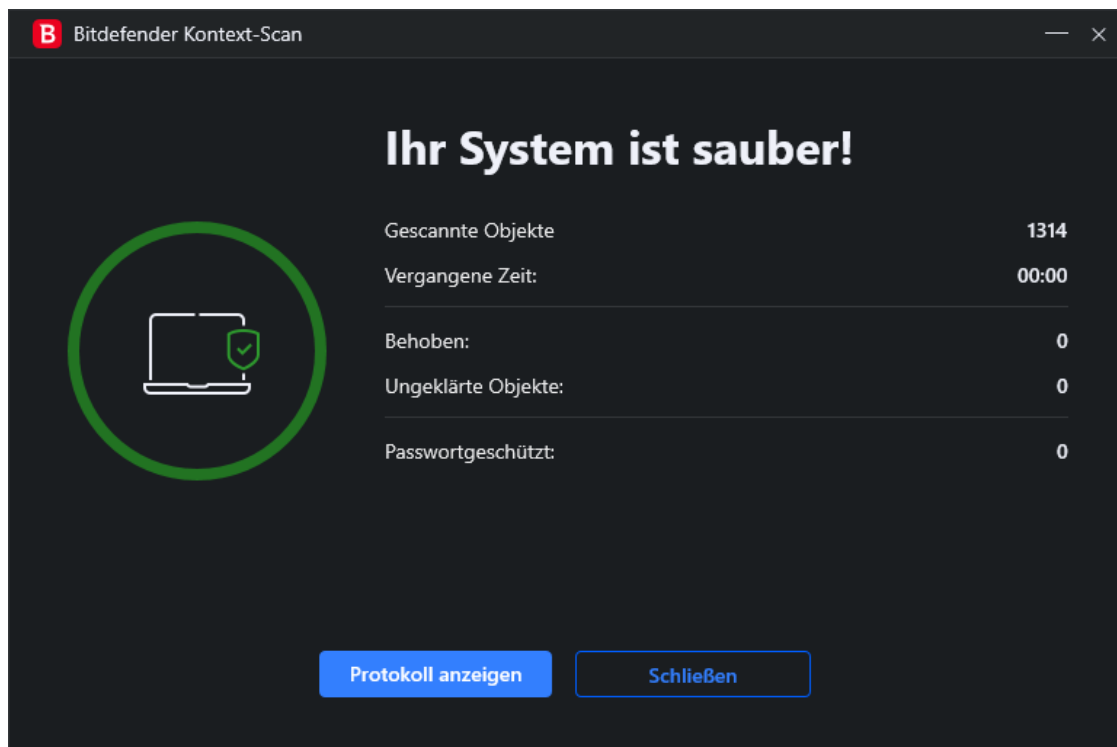 B Bitdefender Kontext-Scan
Ihr System ist sauber!
Gescannte Objekte 1314
Vergangene Zeit: 00:00
Behoben: 0
Ungeklärte Objekte: 0
Passwortgeschützt: 0
Protokoll anzeigen Schließen